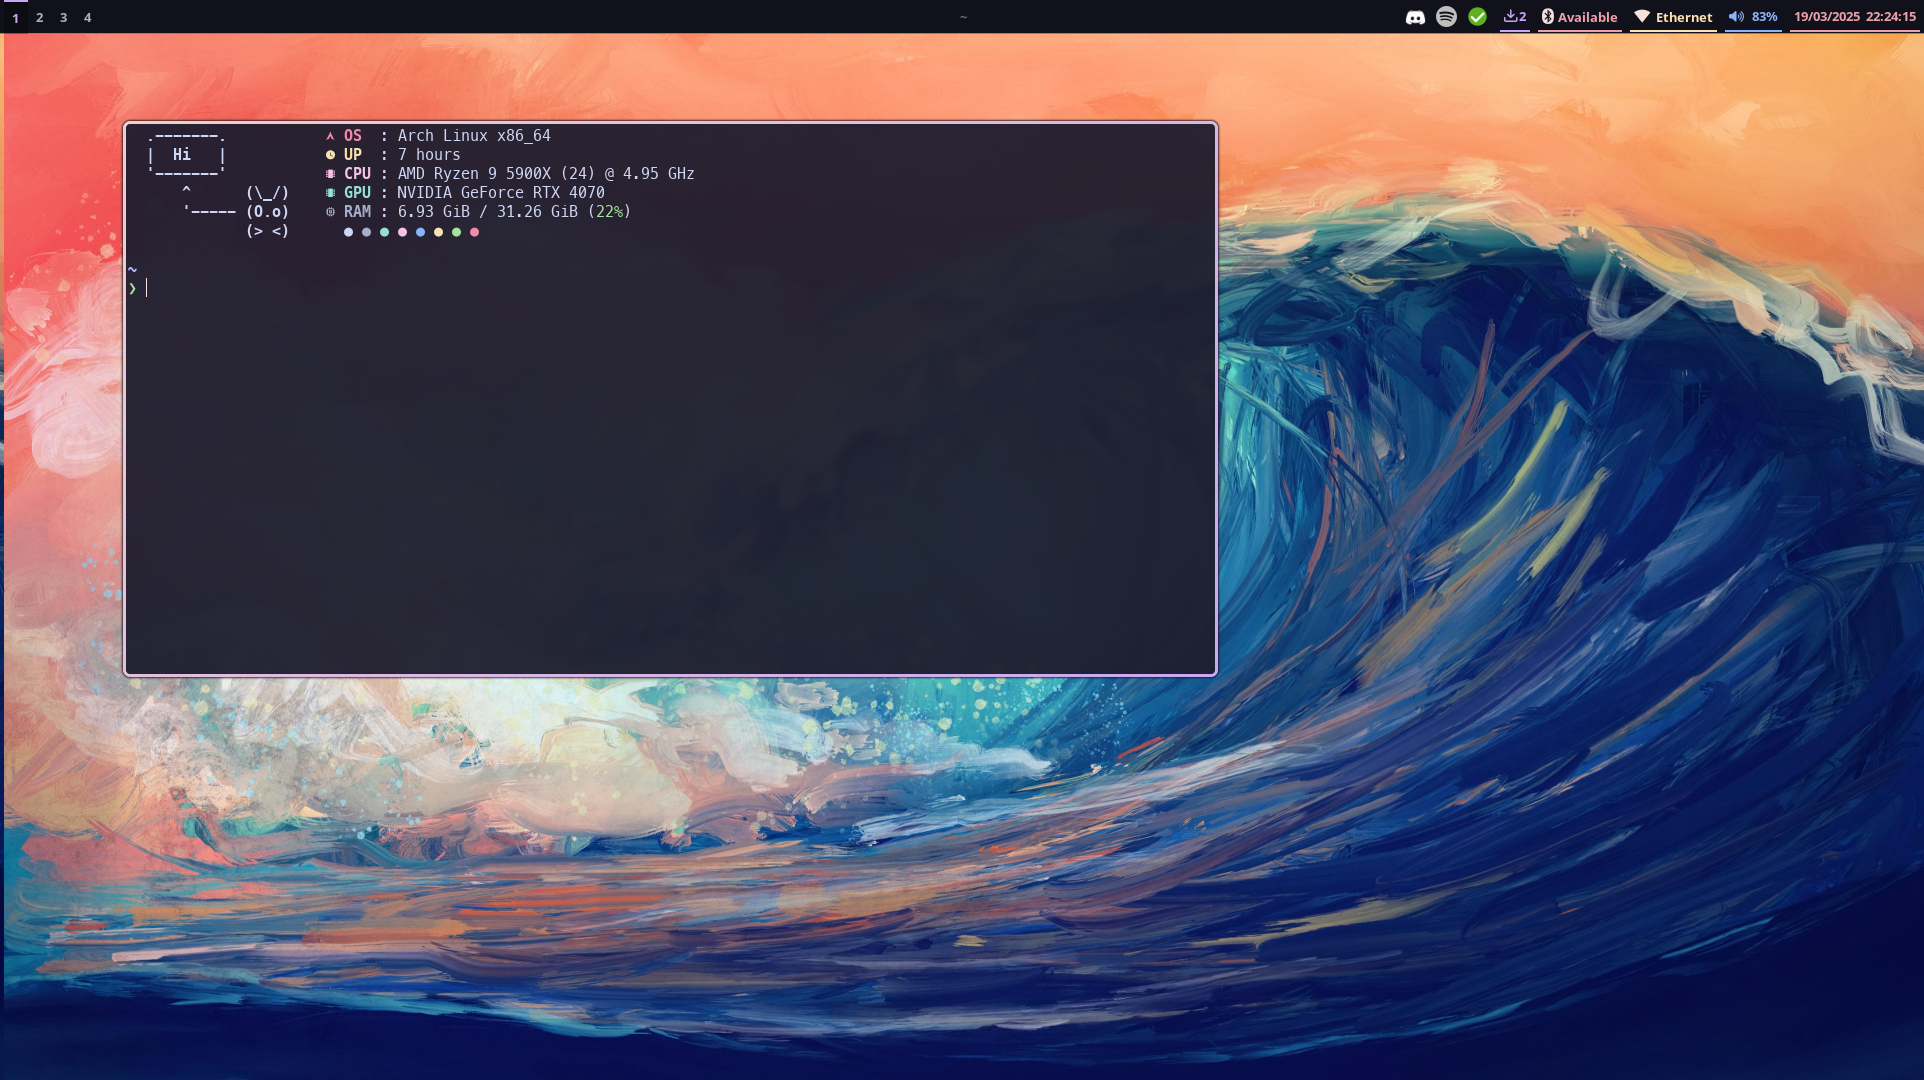 1 2 3 4 ~ 2 Available Ethernet 83% 19/03/2025 22:24:15
.-------. OS : Arch Linux x86_64
| Hi | UP : 7 hours
'-------' CPU : AMD Ryzen 9 5900X (24) @ 4.95 GHz
^ (\_/) GPU : NVIDIA GeForce RTX 4070
'----- (O.o) RAM : 6.93 GiB / 31.26 GiB (22%)
(> <)
~
❯